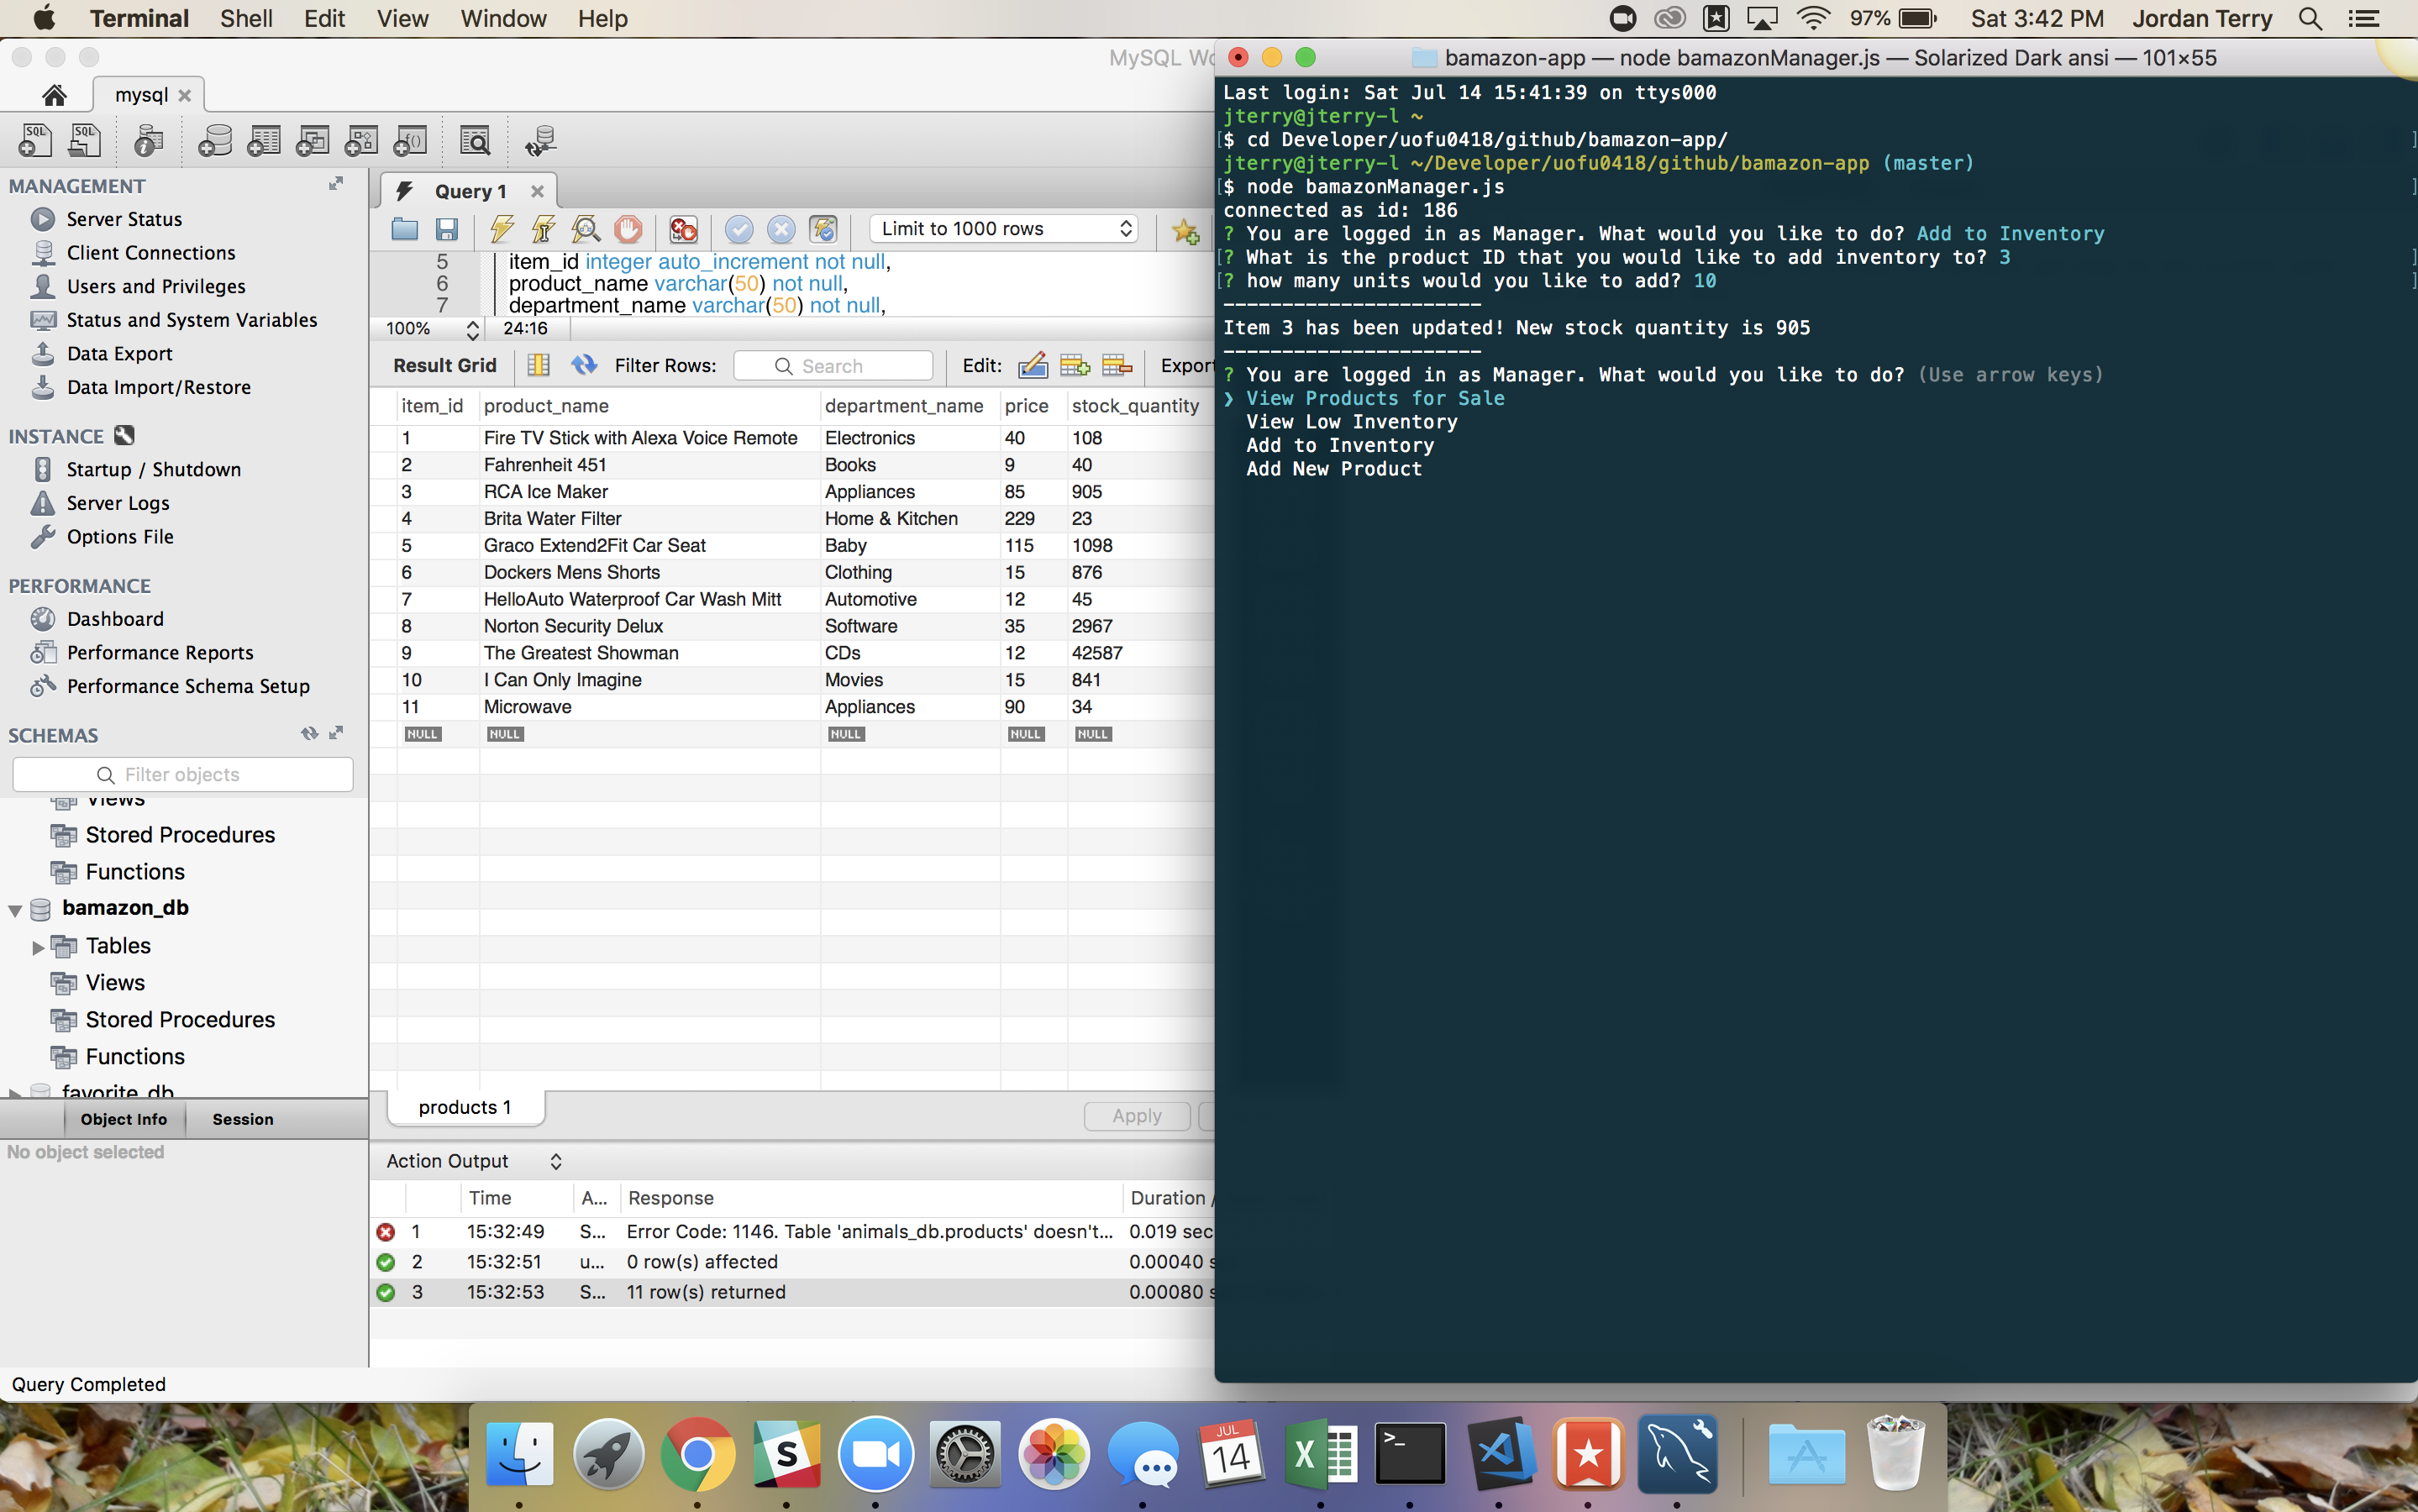 Terminal Shell Edit View Window Help 97% Sat 3:42 PM Jordan Terry
MySQL Wo
mysql
SQL SQL
MANAGEMENT
Server Status
Client Connections
Users and Privileges
Status and System Variables
Data Export
Data Import/Restore
INSTANCE
Startup / Shutdown
Server Logs
Options File
PERFORMANCE
Dashboard
Performance Reports
Performance Schema Setup
SCHEMAS
Filter objects
Views
Stored Procedures
Functions
bamazon_db
Tables
Views
Stored Procedures
Functions
favorite_db
Object Info Session
No object selected
Query Completed
Query 1
Limit to 1000 rows
5 item_id integer auto_increment not null,
6 product_name varchar(50) not null,
7 department_name varchar(50) not null,
100% 24:16
Result Grid Filter Rows: Search Edit: Export
item_id product_name department_name price stock_quantity
1 Fire TV Stick with Alexa Voice Remote Electronics 40 108
2 Fahrenheit 451 Books 9 40
3 RCA Ice Maker Appliances 85 905
4 Brita Water Filter Home & Kitchen 229 23
5 Graco Extend2Fit Car Seat Baby 115 1098
6 Dockers Mens Shorts Clothing 15 876
7 HelloAuto Waterproof Car Wash Mitt Automotive 12 45
8 Norton Security Delux Software 35 2967
9 The Greatest Showman CDs 12 42587
10 I Can Only Imagine Movies 15 841
11 Microwave Appliances 90 34
NULL NULL NULL NULL NULL
products 1
Apply
Action Output
Time A... Response Duration /
1 15:32:49 S... Error Code: 1146. Table 'animals_db.products' doesn't... 0.019 sec
2 15:32:51 u... 0 row(s) affected 0.00040 s
3 15:32:53 S... 11 row(s) returned 0.00080 s
bamazon-app — node bamazonManager.js — Solarized Dark ansi — 101×55
Last login: Sat Jul 14 15:41:39 on ttys000
jterry@jterry-l ~
[$ cd Developer/uofu0418/github/bamazon-app/ ]
jterry@jterry-l ~/Developer/uofu0418/github/bamazon-app (master)
[$ node bamazonManager.js ]
connected as id: 186
? You are logged in as Manager. What would you like to do? Add to Inventory
[? What is the product ID that you would like to add inventory to? 3 ]
[? how many units would you like to add? 10 ]
----------------------
Item 3 has been updated! New stock quantity is 905
----------------------
? You are logged in as Manager. What would you like to do? (Use arrow keys)
❯ View Products for Sale
View Low Inventory
Add to Inventory
Add New Product
JUL
14